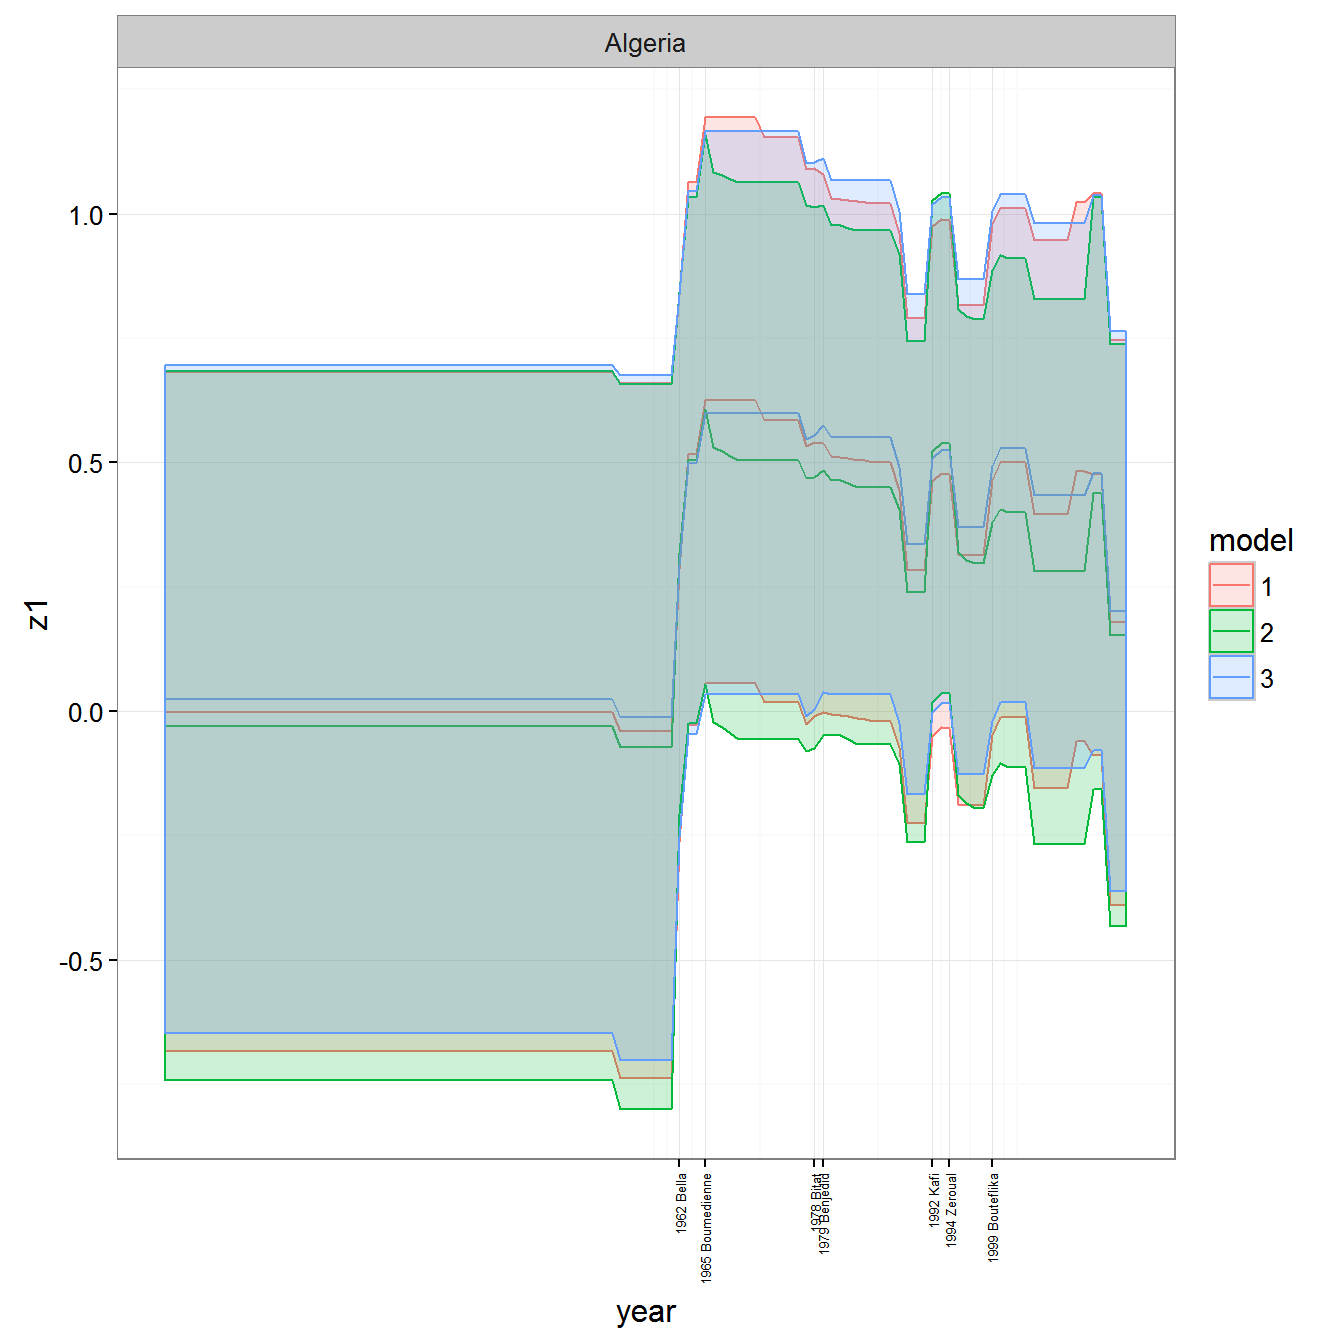 Algeria
z1
1.0
0.5
0.0
-0.5
1962 Bella
1965 Boumedienne
1978 Bitat
1979 Benjedid
1992 Kafi
1994 Zeroual
1999 Bouteflika
year
model
1
2
3